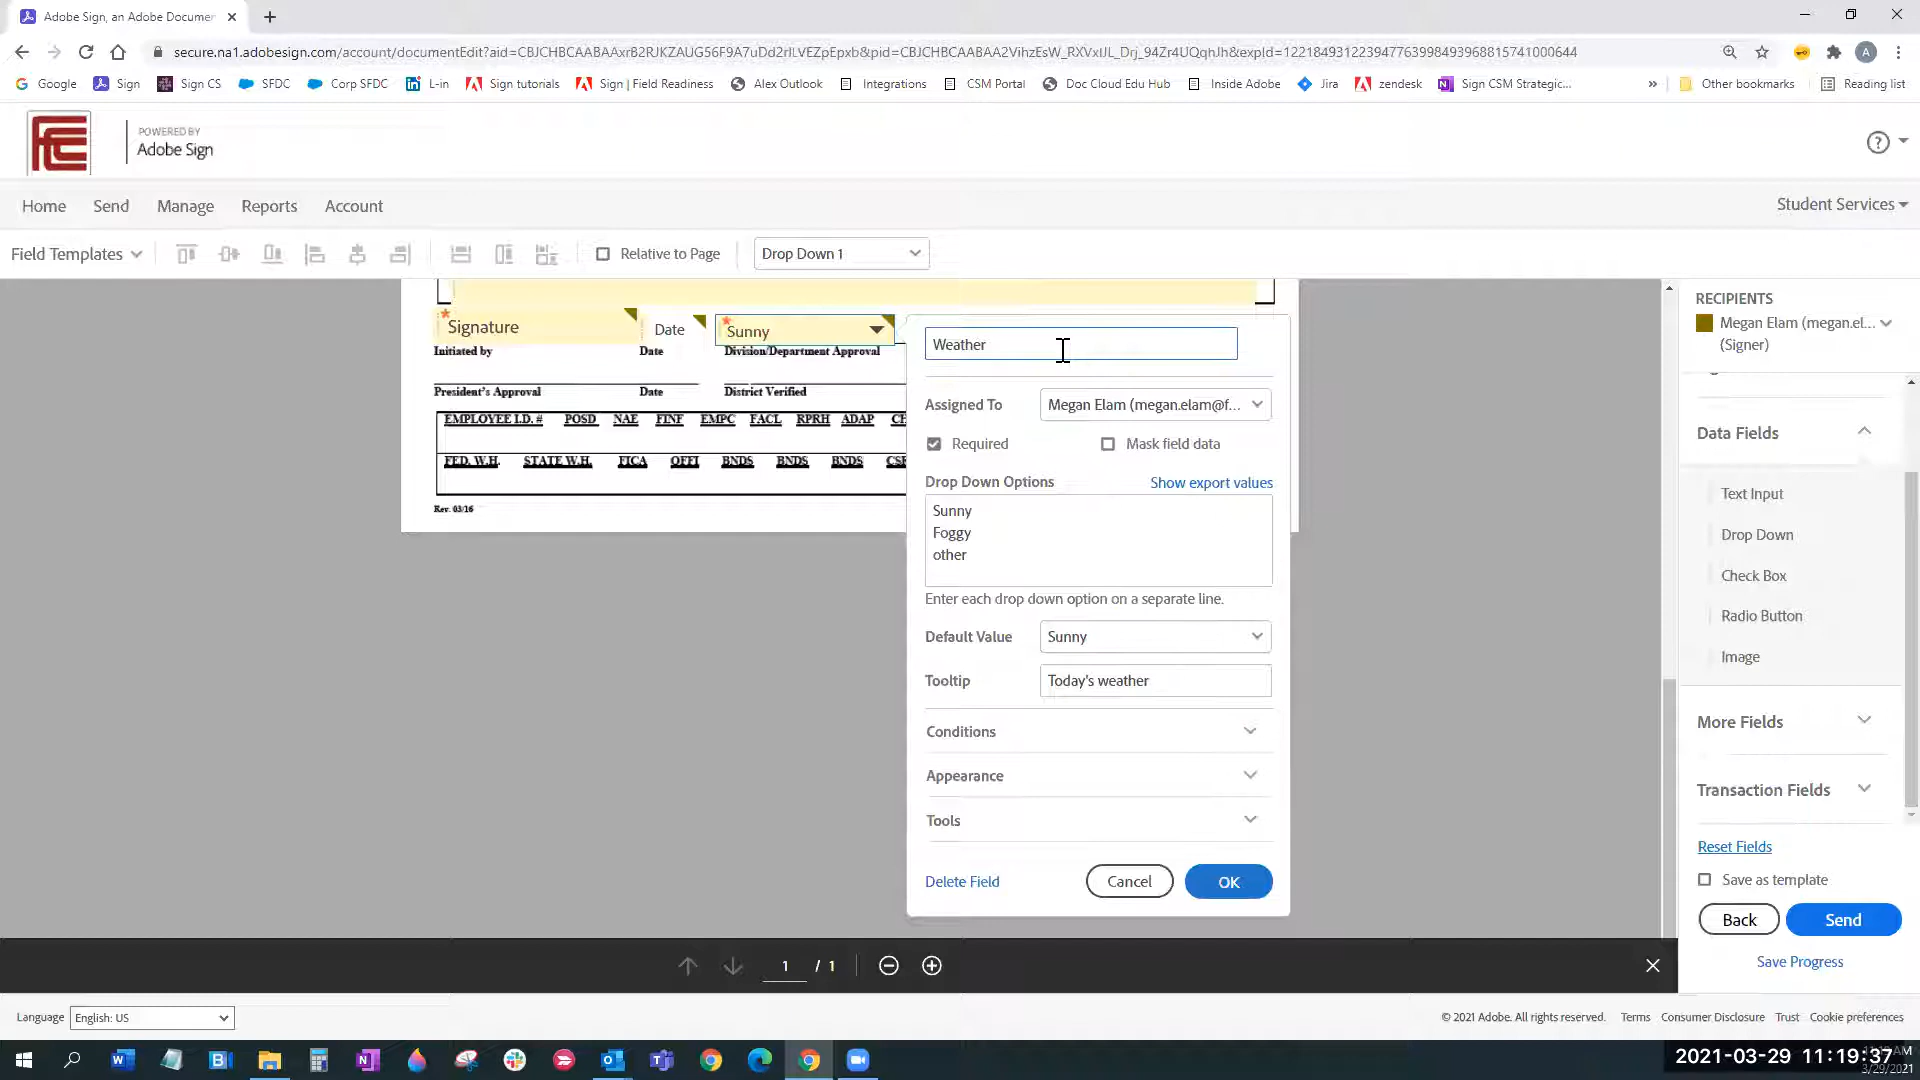 Adobe Sign, an Adobe Documen
secure.na1.adobesign.com/account/documentEdit?aid=CBJCHBCAABAAxrB2RJKZAUG56F9A7uDd2rlLVEZpEpxb&pid=CBJCHBCAABAA2VihzEsW_RXVxIJL_Drj_94Zr4UQqhJh&expId=12218493122394776399849396881574100 0644
Google Sign Sign CS SFDC Corp SFDC L-in Sign tutorials Sign | Field Readiness Alex Outlook Integrations CSM Portal Doc Cloud Edu Hub Inside Adobe Jira zendesk Sign CSM Strategic... » Other bookmarks Reading list
POWERED BY
Adobe Sign
Home Send Manage Reports Account Student Services
Field Templates Relative to Page Drop Down 1
Signature Date Sunny
Initiated by Date Division/Department Approval
President's Approval Date District Verified
EMPLOYEE I.D. # POSD NAE FINF EMPC FACL RPRH ADAP CH
FED. W.H. STATE W.H. FICA OFFI BNDS BNDS BNDS CSE
Rev. 03/16
Weather
Assigned To Megan Elam (megan.elam@f...
Required Mask field data
Drop Down Options Show export values
Sunny
Foggy
other
Enter each drop down option on a separate line.
Default Value Sunny
Tooltip Today's weather
Conditions
Appearance
Tools
Delete Field Cancel OK
RECIPIENTS
Megan Elam (megan.el...
(Signer)
Data Fields
Text Input
Drop Down
Check Box
Radio Button
Image
More Fields
Transaction Fields
Reset Fields
Save as template
Back Send
Save Progress
1 / 1
Language English: US
© 2021 Adobe. All rights reserved. Terms Consumer Disclosure Trust Cookie preferences
2021-03-29 11:19:37
3/29/2021